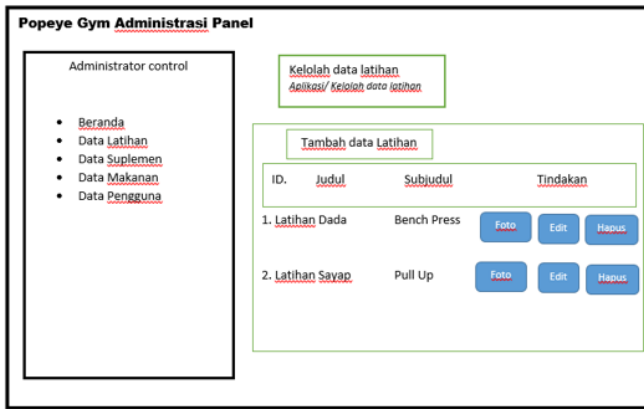 Popeye Gym Administrasi Panel
Administrator control
• Beranda
• Data Latihan
• Data Suplemen
• Data Makanan
• Data Pengguna
Kelolah data latihan
Aplikasi/ Kelolah data latihan
Tambah data Latihan
ID. Judul Subjudul Tindakan
1. Latihan Dada Bench Press Foto Edit Hapus
2. Latihan Sayap Pull Up Foto Edit Hapus